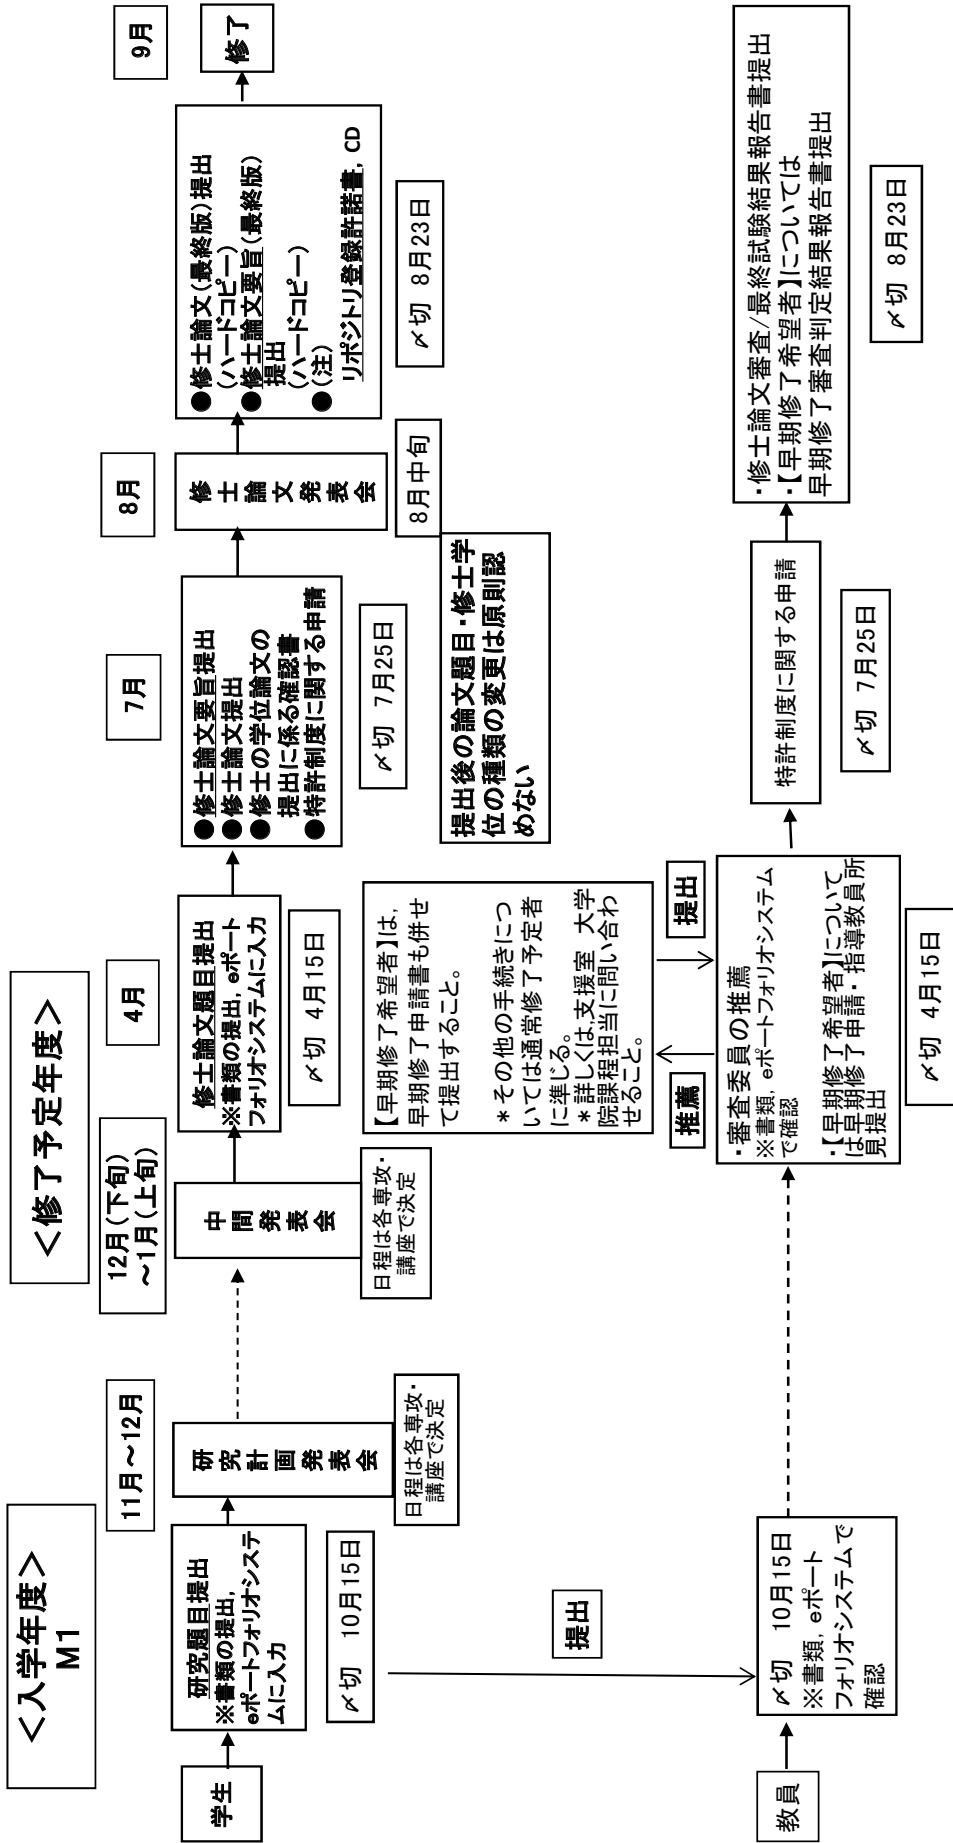 <入学年度>
M1
<修了予定年度>
11月～12月
12月(下旬)
～1月(上旬)
4月
7月
8月
9月
学生
研究題目提出
※書類の提出,
eポートフォリオシステ
ムに入力
〆切 10月15日
研究計画発表会
日程は各専攻・
講座で決定
中間発表会
日程は各専攻・
講座で決定
修士論文題目提出
※書類の提出, eポート
フォリオシステムに入力
〆切 4月15日
【早期修了希望者】は,
早期修了申請書も併せ
て提出すること。
＊その他の手続きにつ
いては通常修了予定者
に準じる。
＊詳しくは,支援室 大学
院課程担当に問い合わ
せること。
●修士論文要旨提出
●修士論文提出
●修士の学位論文の
提出に係る確認書
●特許制度に関する申請
〆切 7月25日
提出後の論文題目・修士学
位の種類の変更は原則認
めない
修士論文発表会
8月中旬
●修士論文(最終版)提出
(ハードコピー)
●修士論文要旨(最終版)
提出
(ハードコピー)
●(注)
リポジトリ登録許諾書, CD
〆切 8月23日
修了
提出
推薦
提出
教員
〆切 10月15日
※書類, eポート
フォリオシステムで
確認
・審査委員の推薦
※書類, eポートフォリオシステム
で確認
・【早期修了希望者】について
は早期修了申請・指導教員所
見提出
〆切 4月15日
特許制度に関する申請
〆切 7月25日
・修士論文審査/最終試験結果報告書提出
・【早期修了希望者】については
早期修了審査判定結果報告書提出
〆切 8月23日